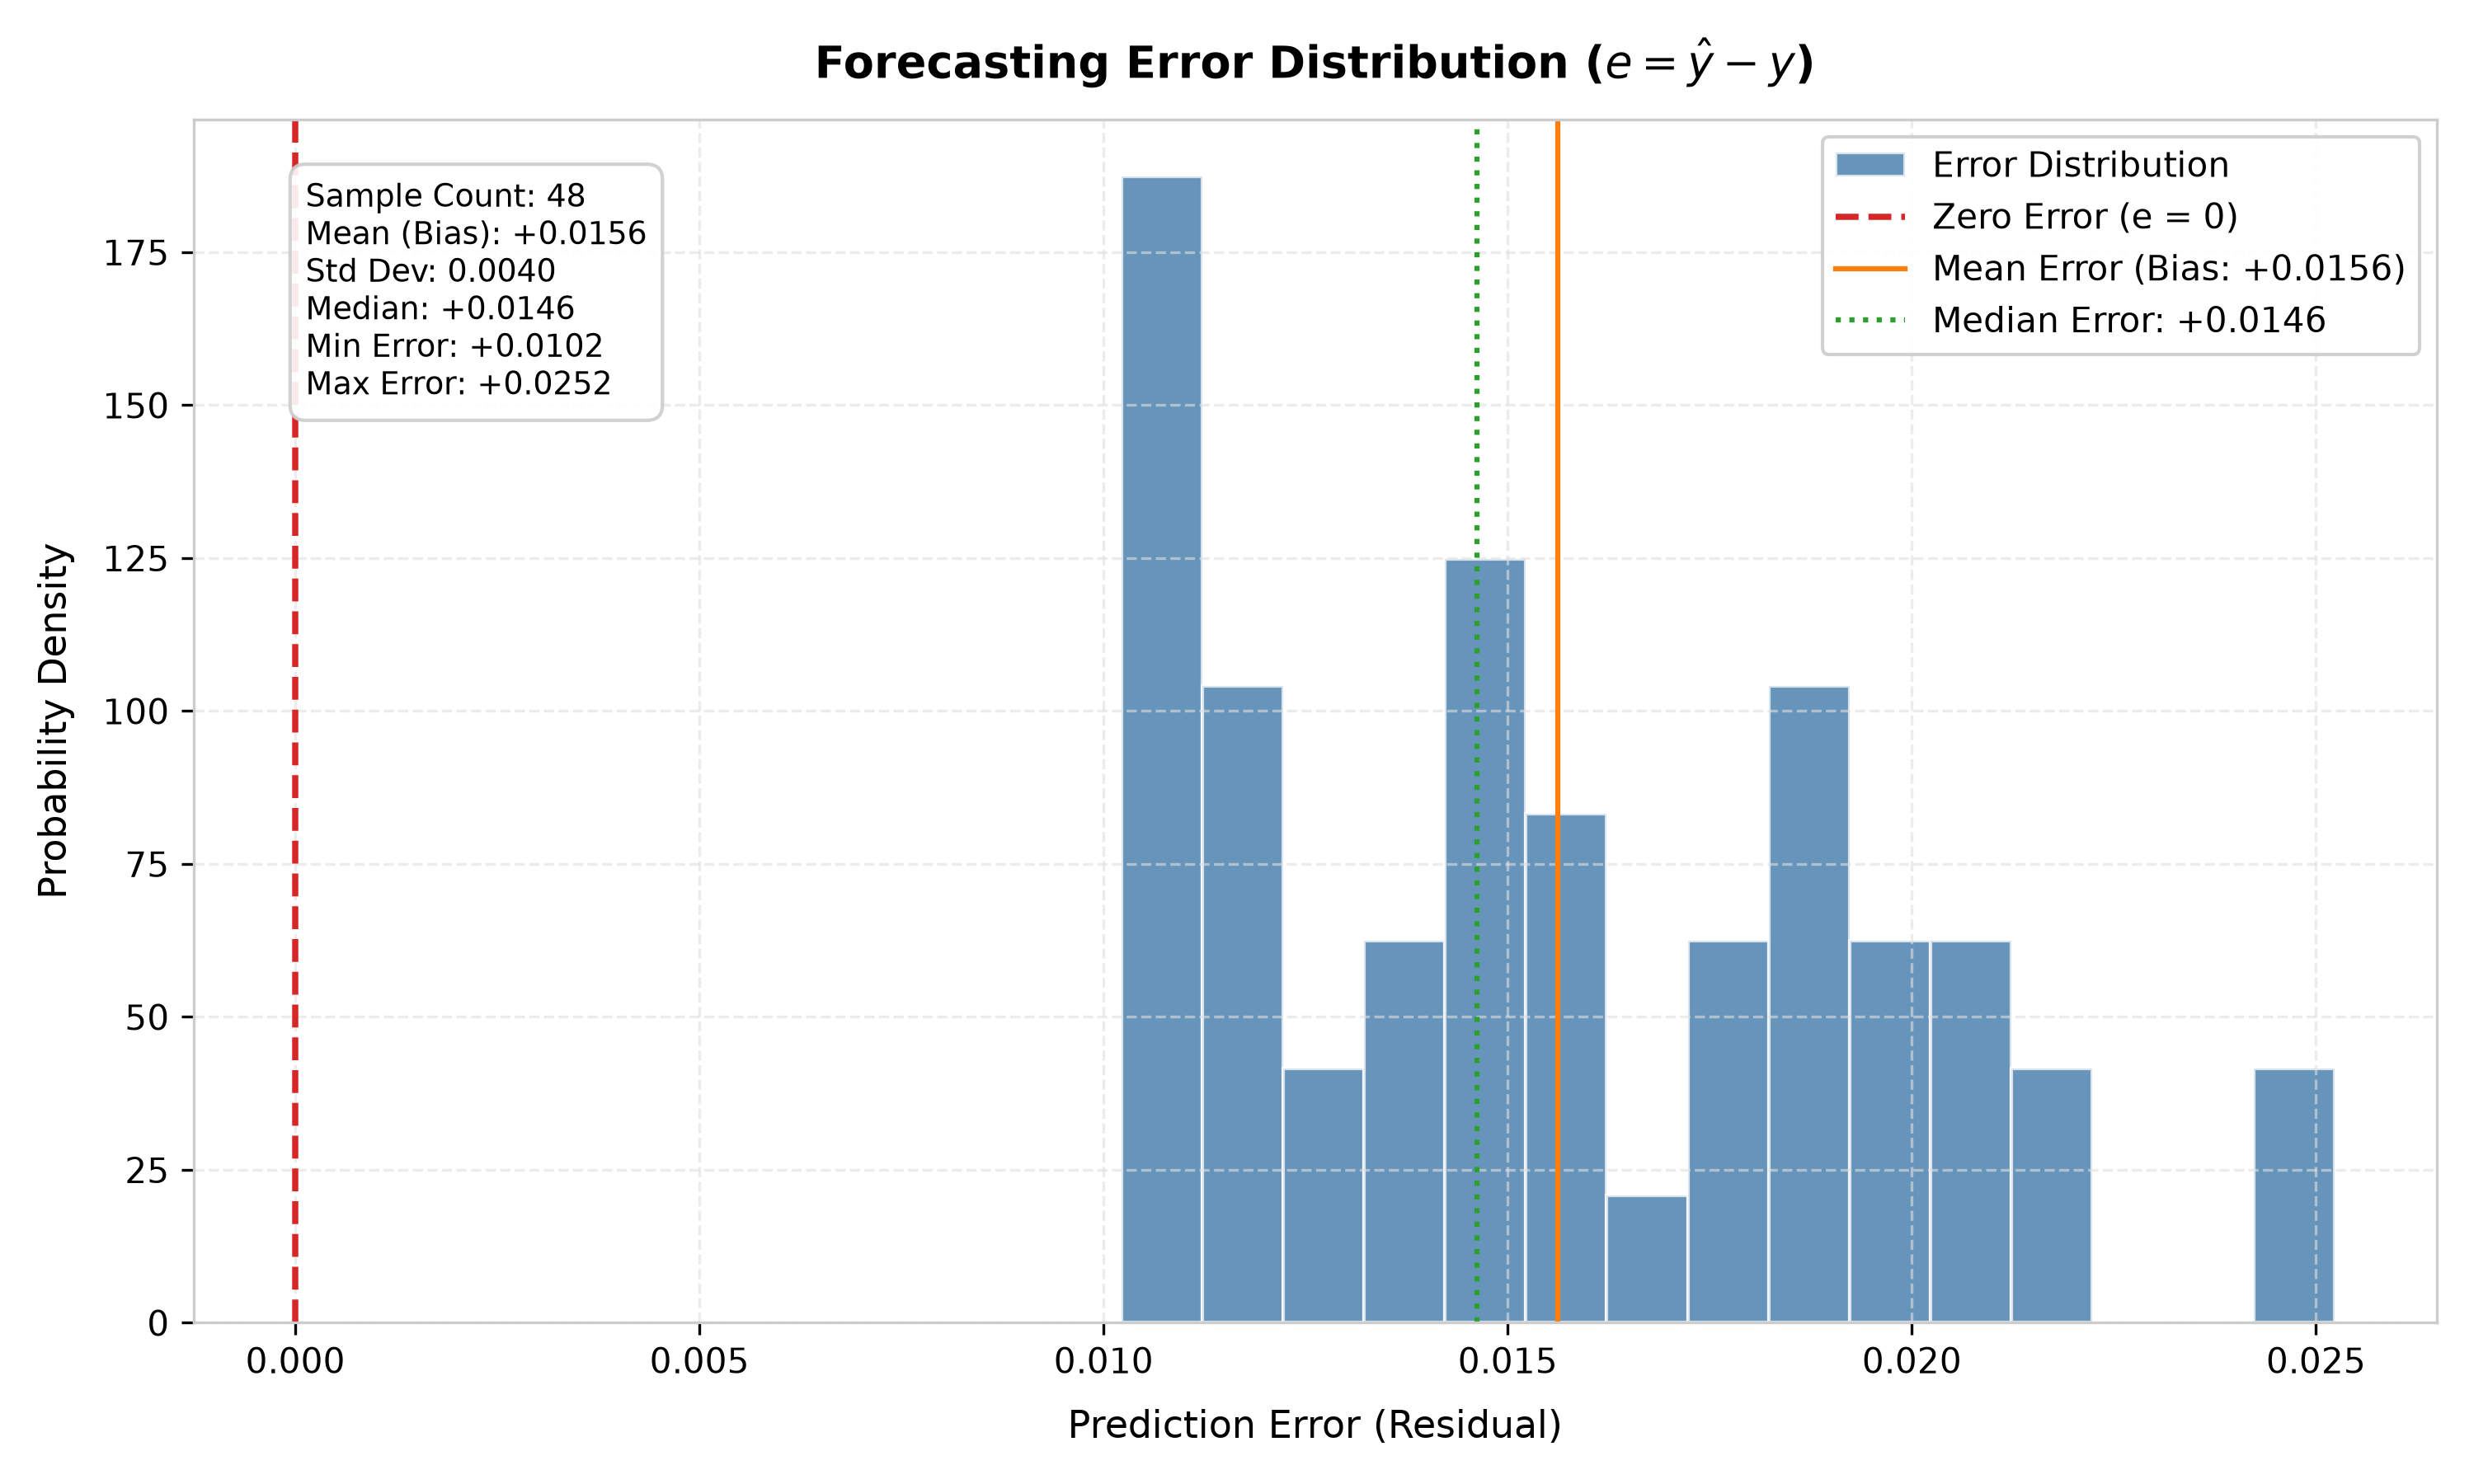 Forecasting Error Distribution (e = ŷ − y)
Sample Count: 48
Mean (Bias): +0.0156
Std Dev: 0.0040
Median: +0.0146
Min Error: +0.0102
Max Error: +0.0252
Error Distribution
Zero Error (e = 0)
Mean Error (Bias: +0.0156)
Median Error: +0.0146
Probability Density
175
150
125
100
75
50
25
0
0.000 0.005 0.010 0.015 0.020 0.025
Prediction Error (Residual)